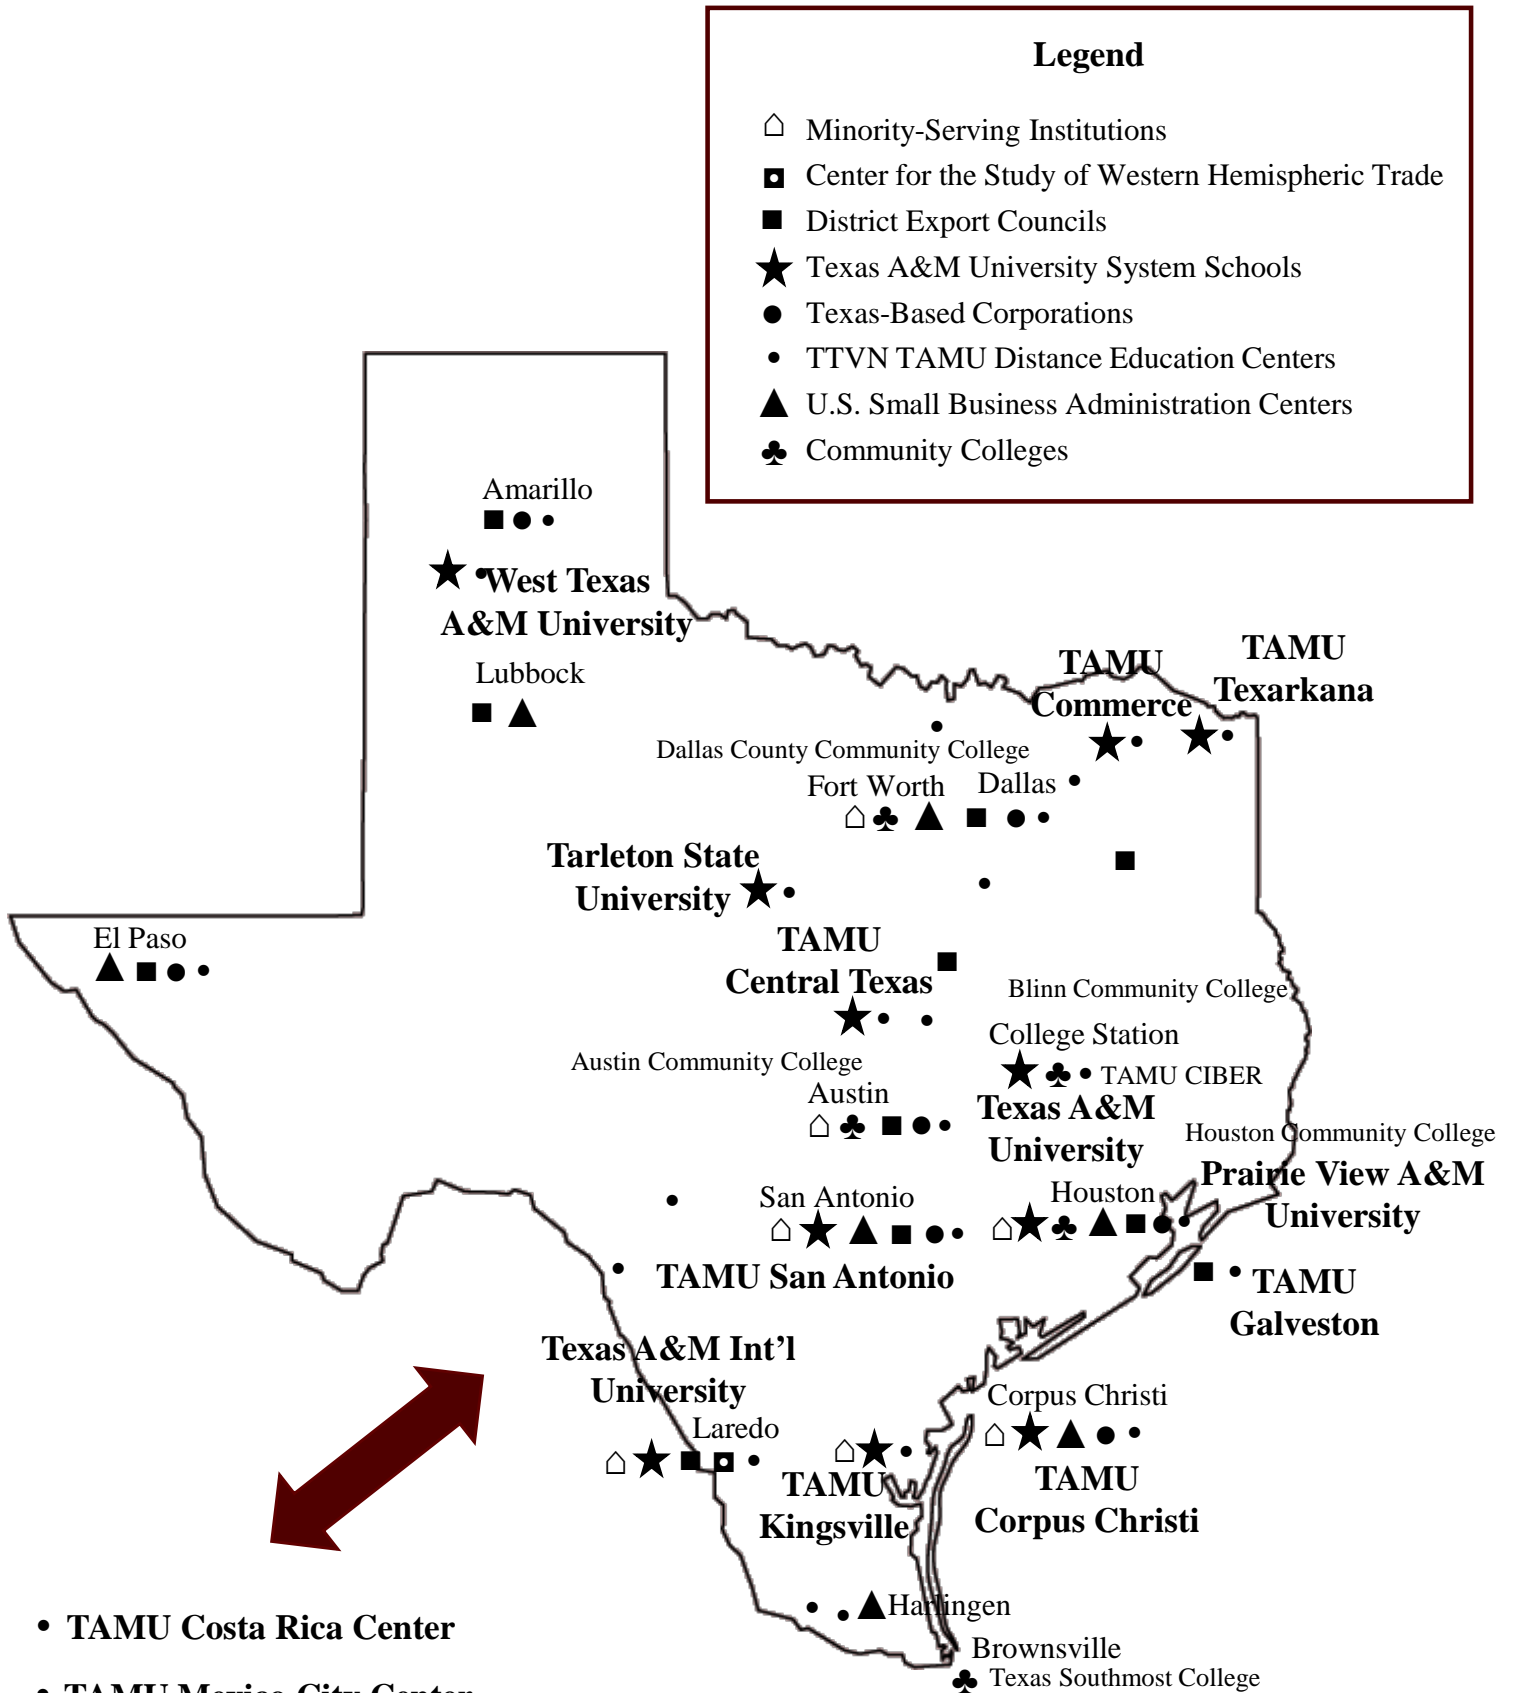 Legend
Minority-Serving Institutions
Center for the Study of Western Hemispheric Trade
District Export Councils
Texas A&M University System Schools
Texas-Based Corporations
TTVN TAMU Distance Education Centers
U.S. Small Business Administration Centers
Community Colleges
Amarillo
West Texas
A&M University
Lubbock
TAMU
Commerce
TAMU
Texarkana
Dallas County Community College
Fort Worth
Dallas
Tarleton State
University
El Paso
TAMU
Central Texas
Blinn Community College
College Station
TAMU CIBER
Texas A&M
University
Austin Community College
Austin
Houston Community College
Prairie View A&M
University
Houston
San Antonio
TAMU San Antonio
TAMU
Galveston
Texas A&M Int'l
University
Laredo
Corpus Christi
TAMU
Corpus Christi
TAMU
Kingsville
Harlingen
Brownsville
Texas Southmost College
• TAMU Costa Rica Center
• TAMU Mexico City Center